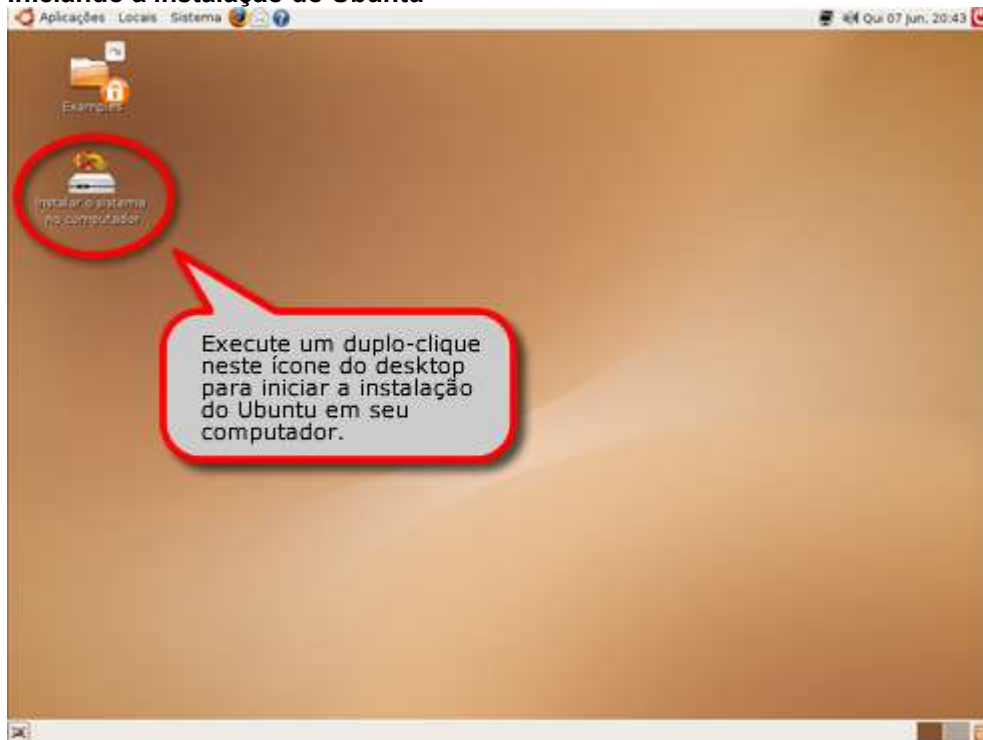 Iniciando a instalação do Ubuntu
Aplicações Locais Sistema
Qui 07 jun, 20:43
Examples
Instalar o sistema
no computador
Execute um duplo-clique
neste ícone do desktop
para iniciar a instalação
do Ubuntu em seu
computador.